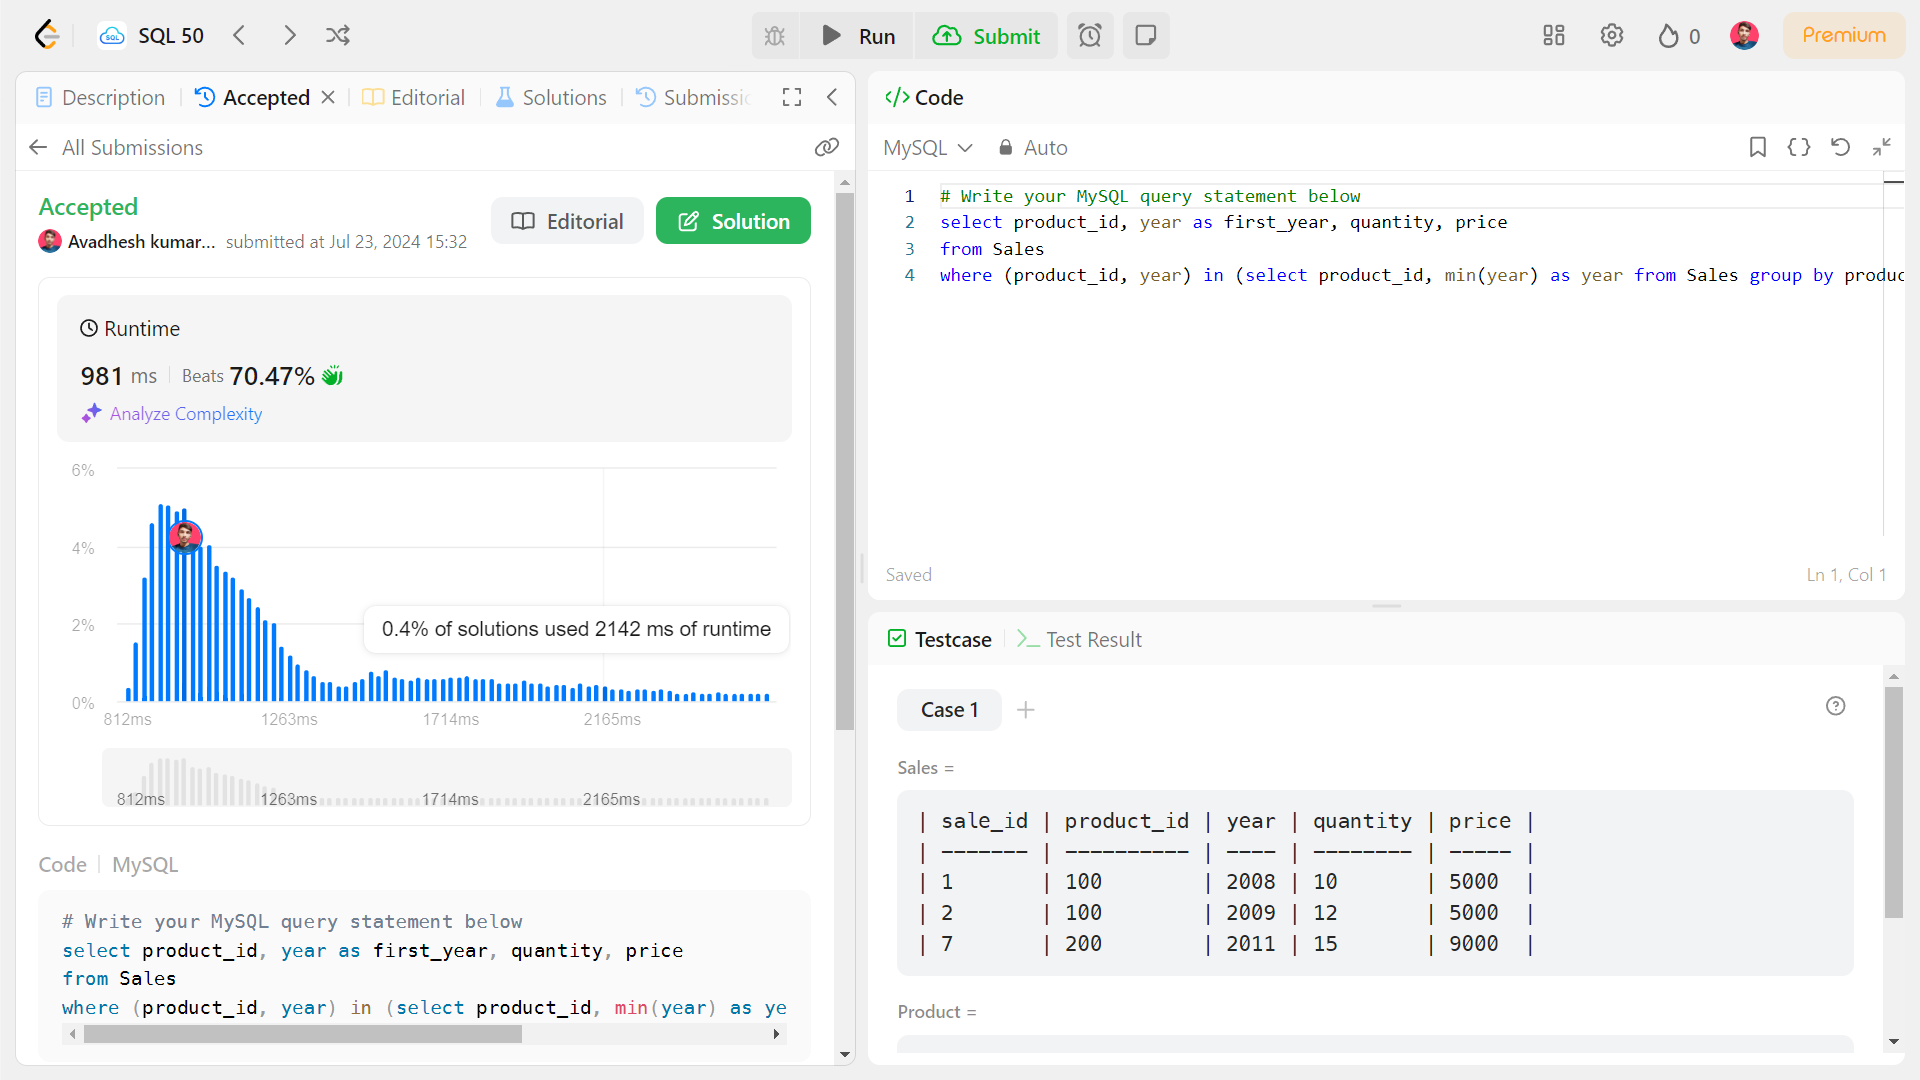 SQL 50
Run
Submit
0
Premium
Description
Accepted
Editorial
Solutions
Submissi
All Submissions
Accepted
Avadhesh kumar... submitted at Jul 23, 2024 15:32
Editorial
Solution
Runtime
981 ms Beats 70.47%
Analyze Complexity
6%
4%
2%
0%
0.4% of solutions used 2142 ms of runtime
812ms 1263ms 1714ms 2165ms
812ms 1263ms 1714ms 2165ms
Code MySQL
# Write your MySQL query statement below
select product_id, year as first_year, quantity, price
from Sales
where (product_id, year) in (select product_id, min(year) as ye
</> Code
MySQL Auto
1 # Write your MySQL query statement below
2 select product_id, year as first_year, quantity, price
3 from Sales
4 where (product_id, year) in (select product_id, min(year) as year from Sales group by produc
Saved
Ln 1, Col 1
Testcase
Test Result
Case 1
Sales =
| sale_id | product_id | year | quantity | price |
| ------- | ---------- | ---- | -------- | ----- |
| 1 | 100 | 2008 | 10 | 5000 |
| 2 | 100 | 2009 | 12 | 5000 |
| 7 | 200 | 2011 | 15 | 9000 |
Product =